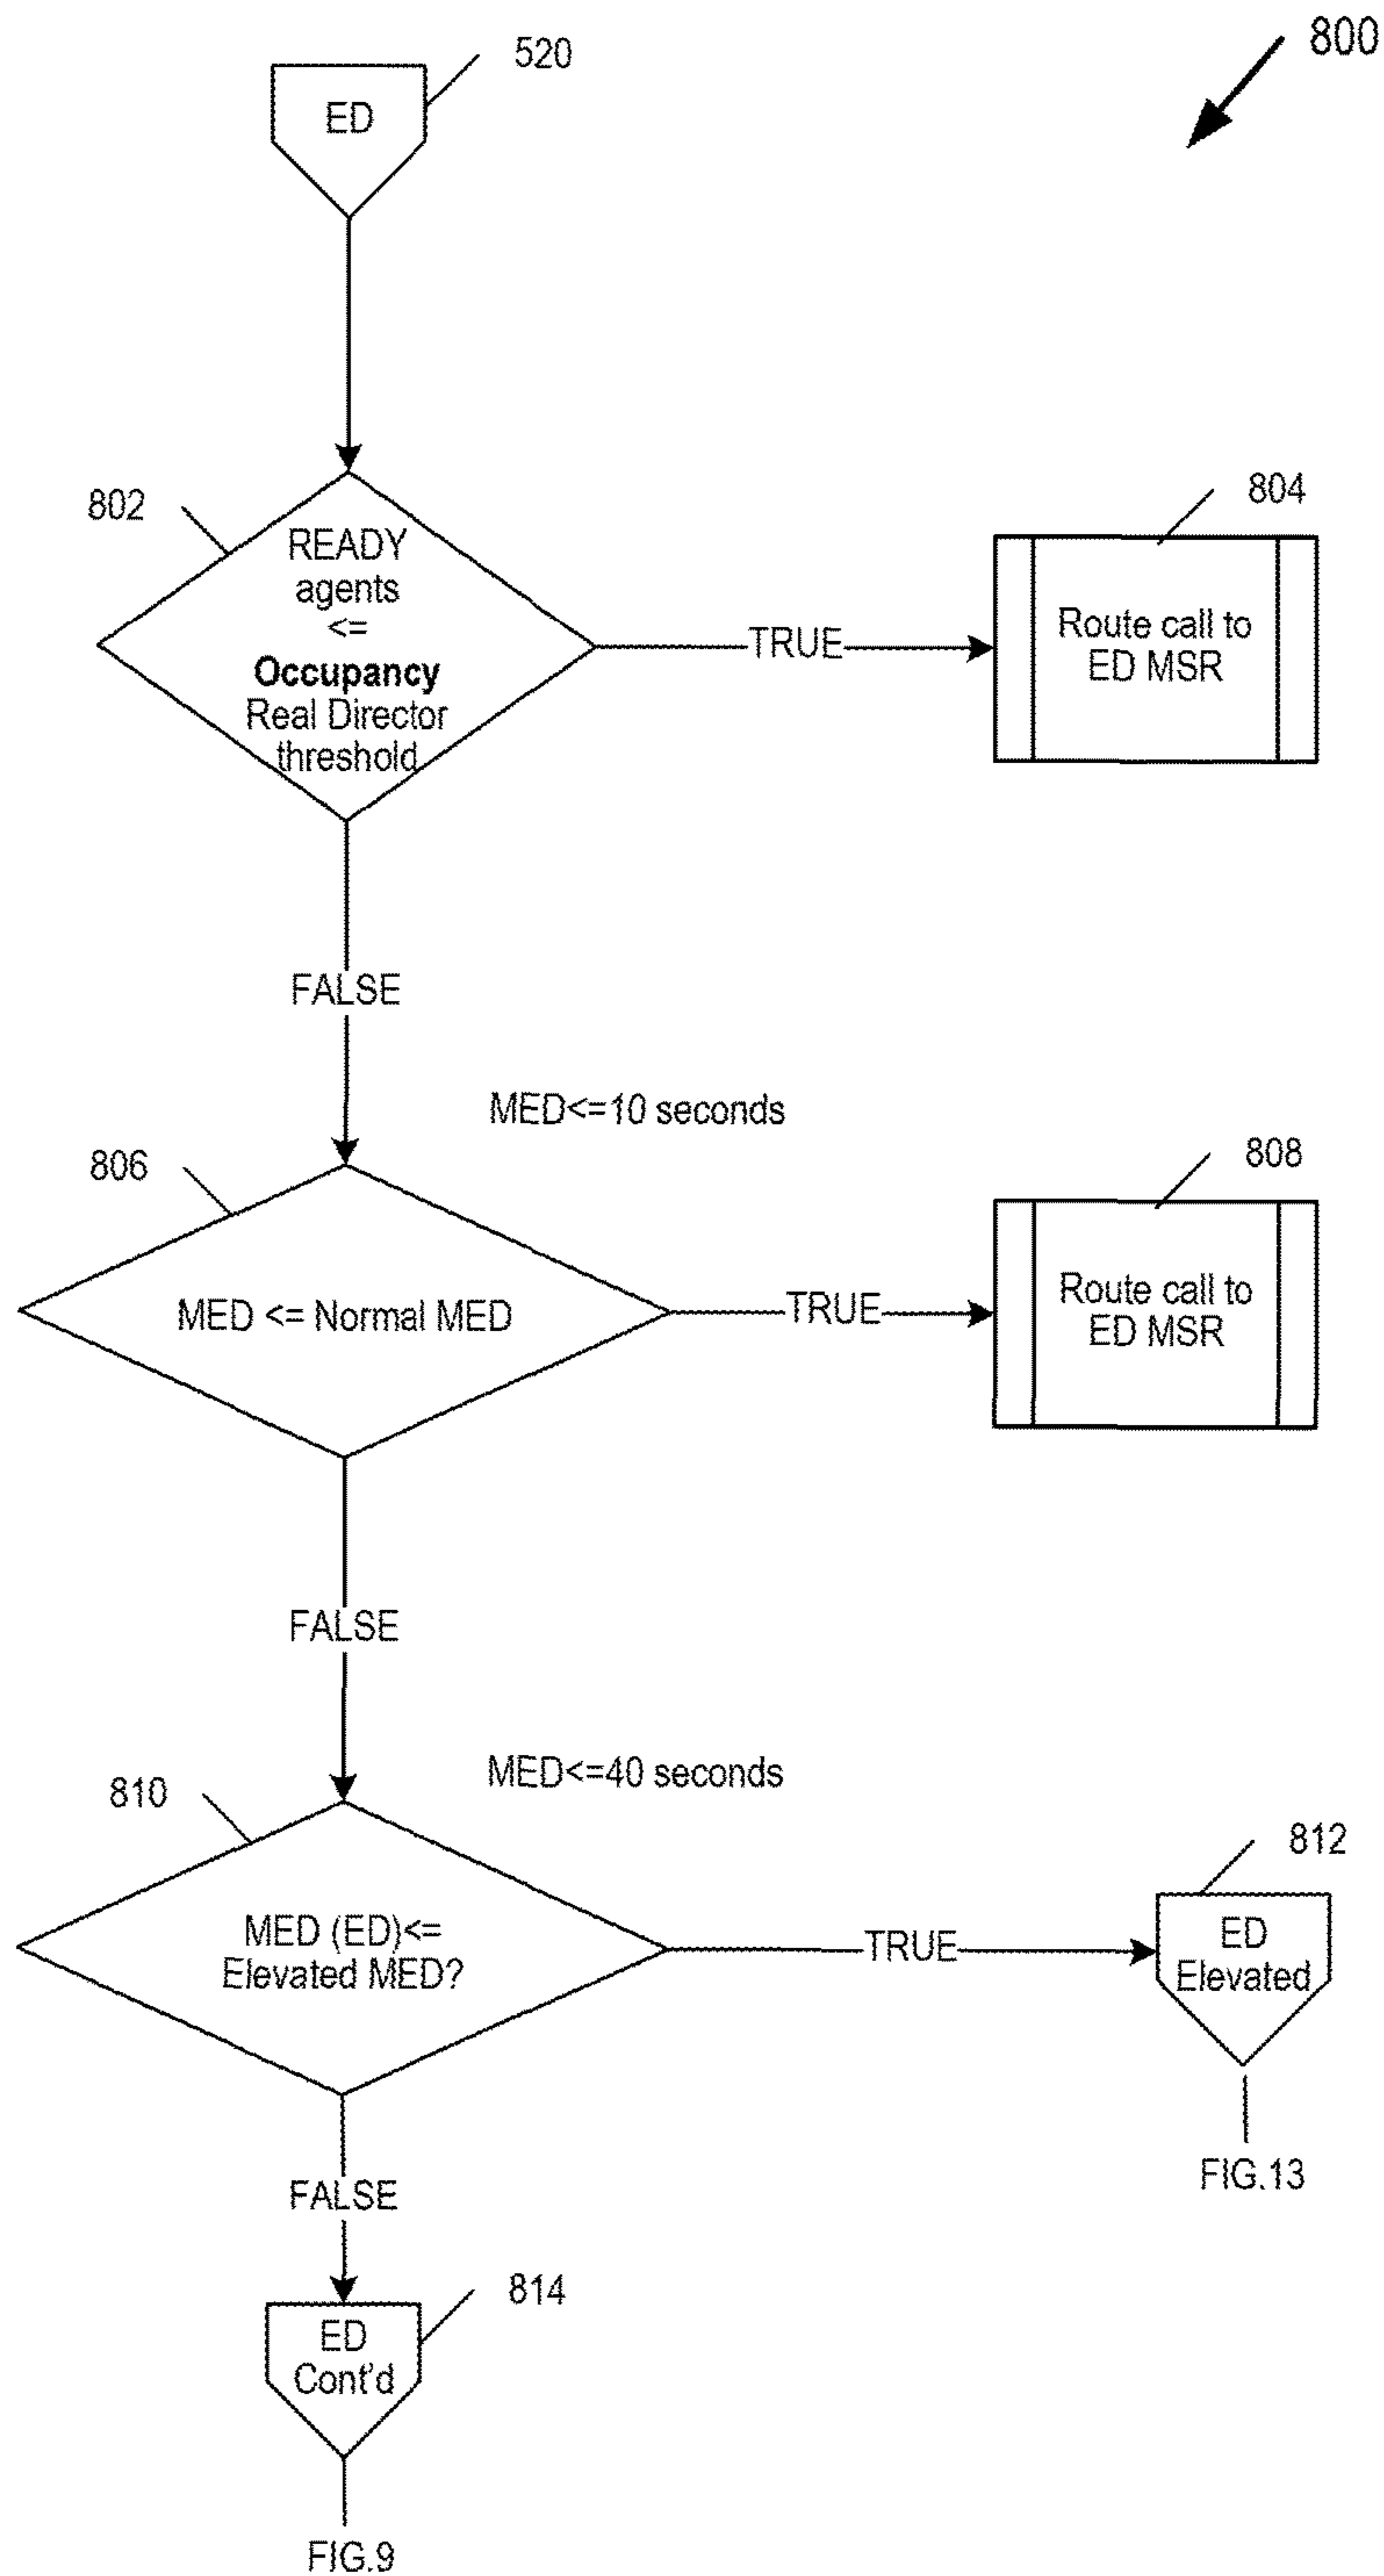 800
520
ED
802
READY
agents
<=
Occupancy
Real Director
threshold
TRUE
804
Route call to
ED MSR
FALSE
MED<=10 seconds
806
MED <= Normal MED
TRUE
808
Route call to
ED MSR
FALSE
MED<=40 seconds
810
MED (ED)<=
Elevated MED?
TRUE
812
ED
Elevated
FIG.13
FALSE
814
ED
Cont'd
FIG.9